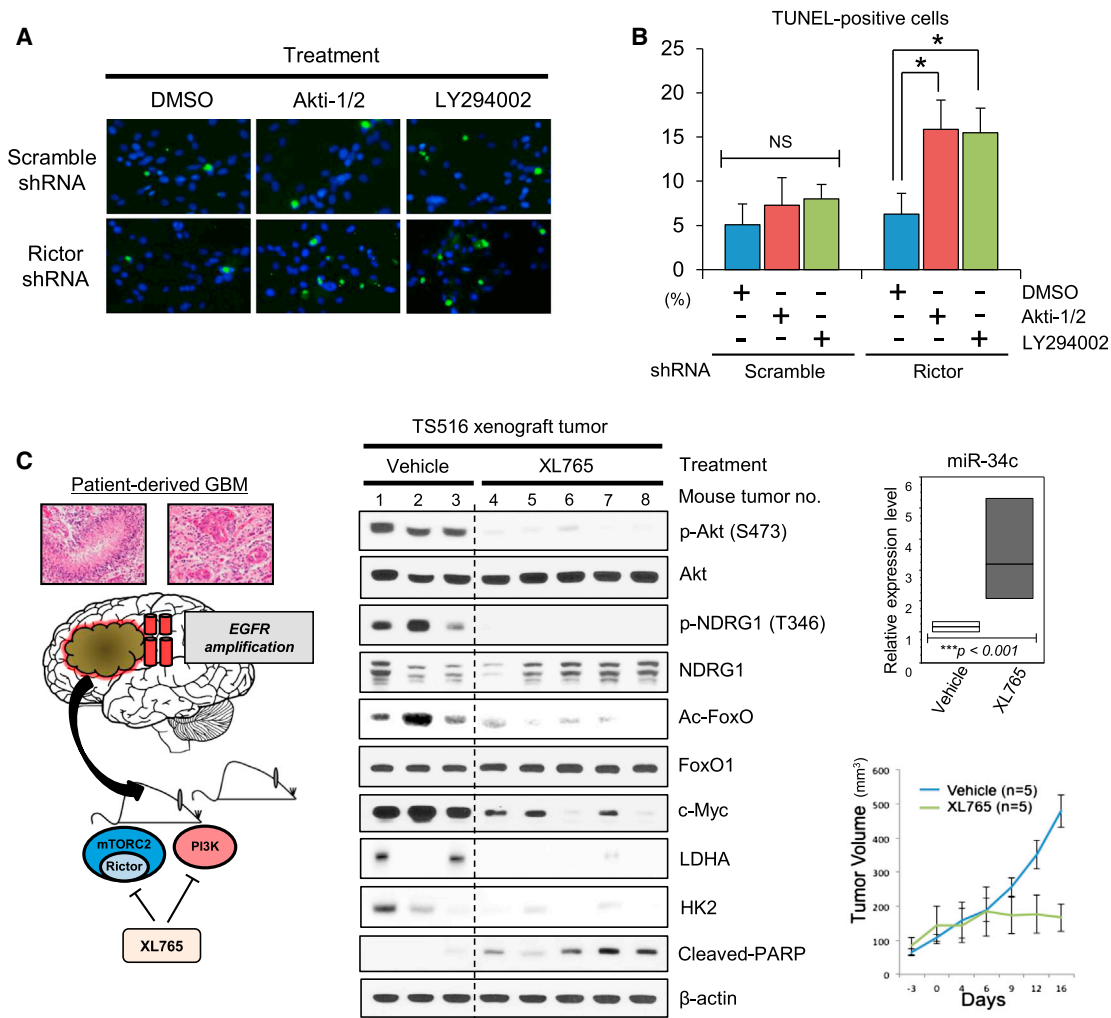 A
Treatment
DMSO Akti-1/2 LY294002
Scramble shRNA
Rictor shRNA
B
TUNEL-positive cells
25
20
15
10
5
0
(%)
NS
*
*
+ - - + - - DMSO
- + - - + - Akti-1/2
- - + - - + LY294002
shRNA Scramble Rictor
C
Patient-derived GBM
EGFR
amplification
mTORC2
Rictor
PI3K
XL765
TS516 xenograft tumor
Vehicle XL765 Treatment
1 2 3 4 5 6 7 8 Mouse tumor no.
p-Akt (S473)
Akt
p-NDRG1 (T346)
NDRG1
Ac-FoxO
FoxO1
c-Myc
LDHA
HK2
Cleaved-PARP
β-actin
miR-34c
Relative expression level
6
5
4
3
2
1
0
***p < 0.001
Vehicle
XL765
Tumor Volume (mm3)
600
500
400
300
200
100
0
Vehicle (n=5)
XL765 (n=5)
-3 0 4 6 9 12 16
Days